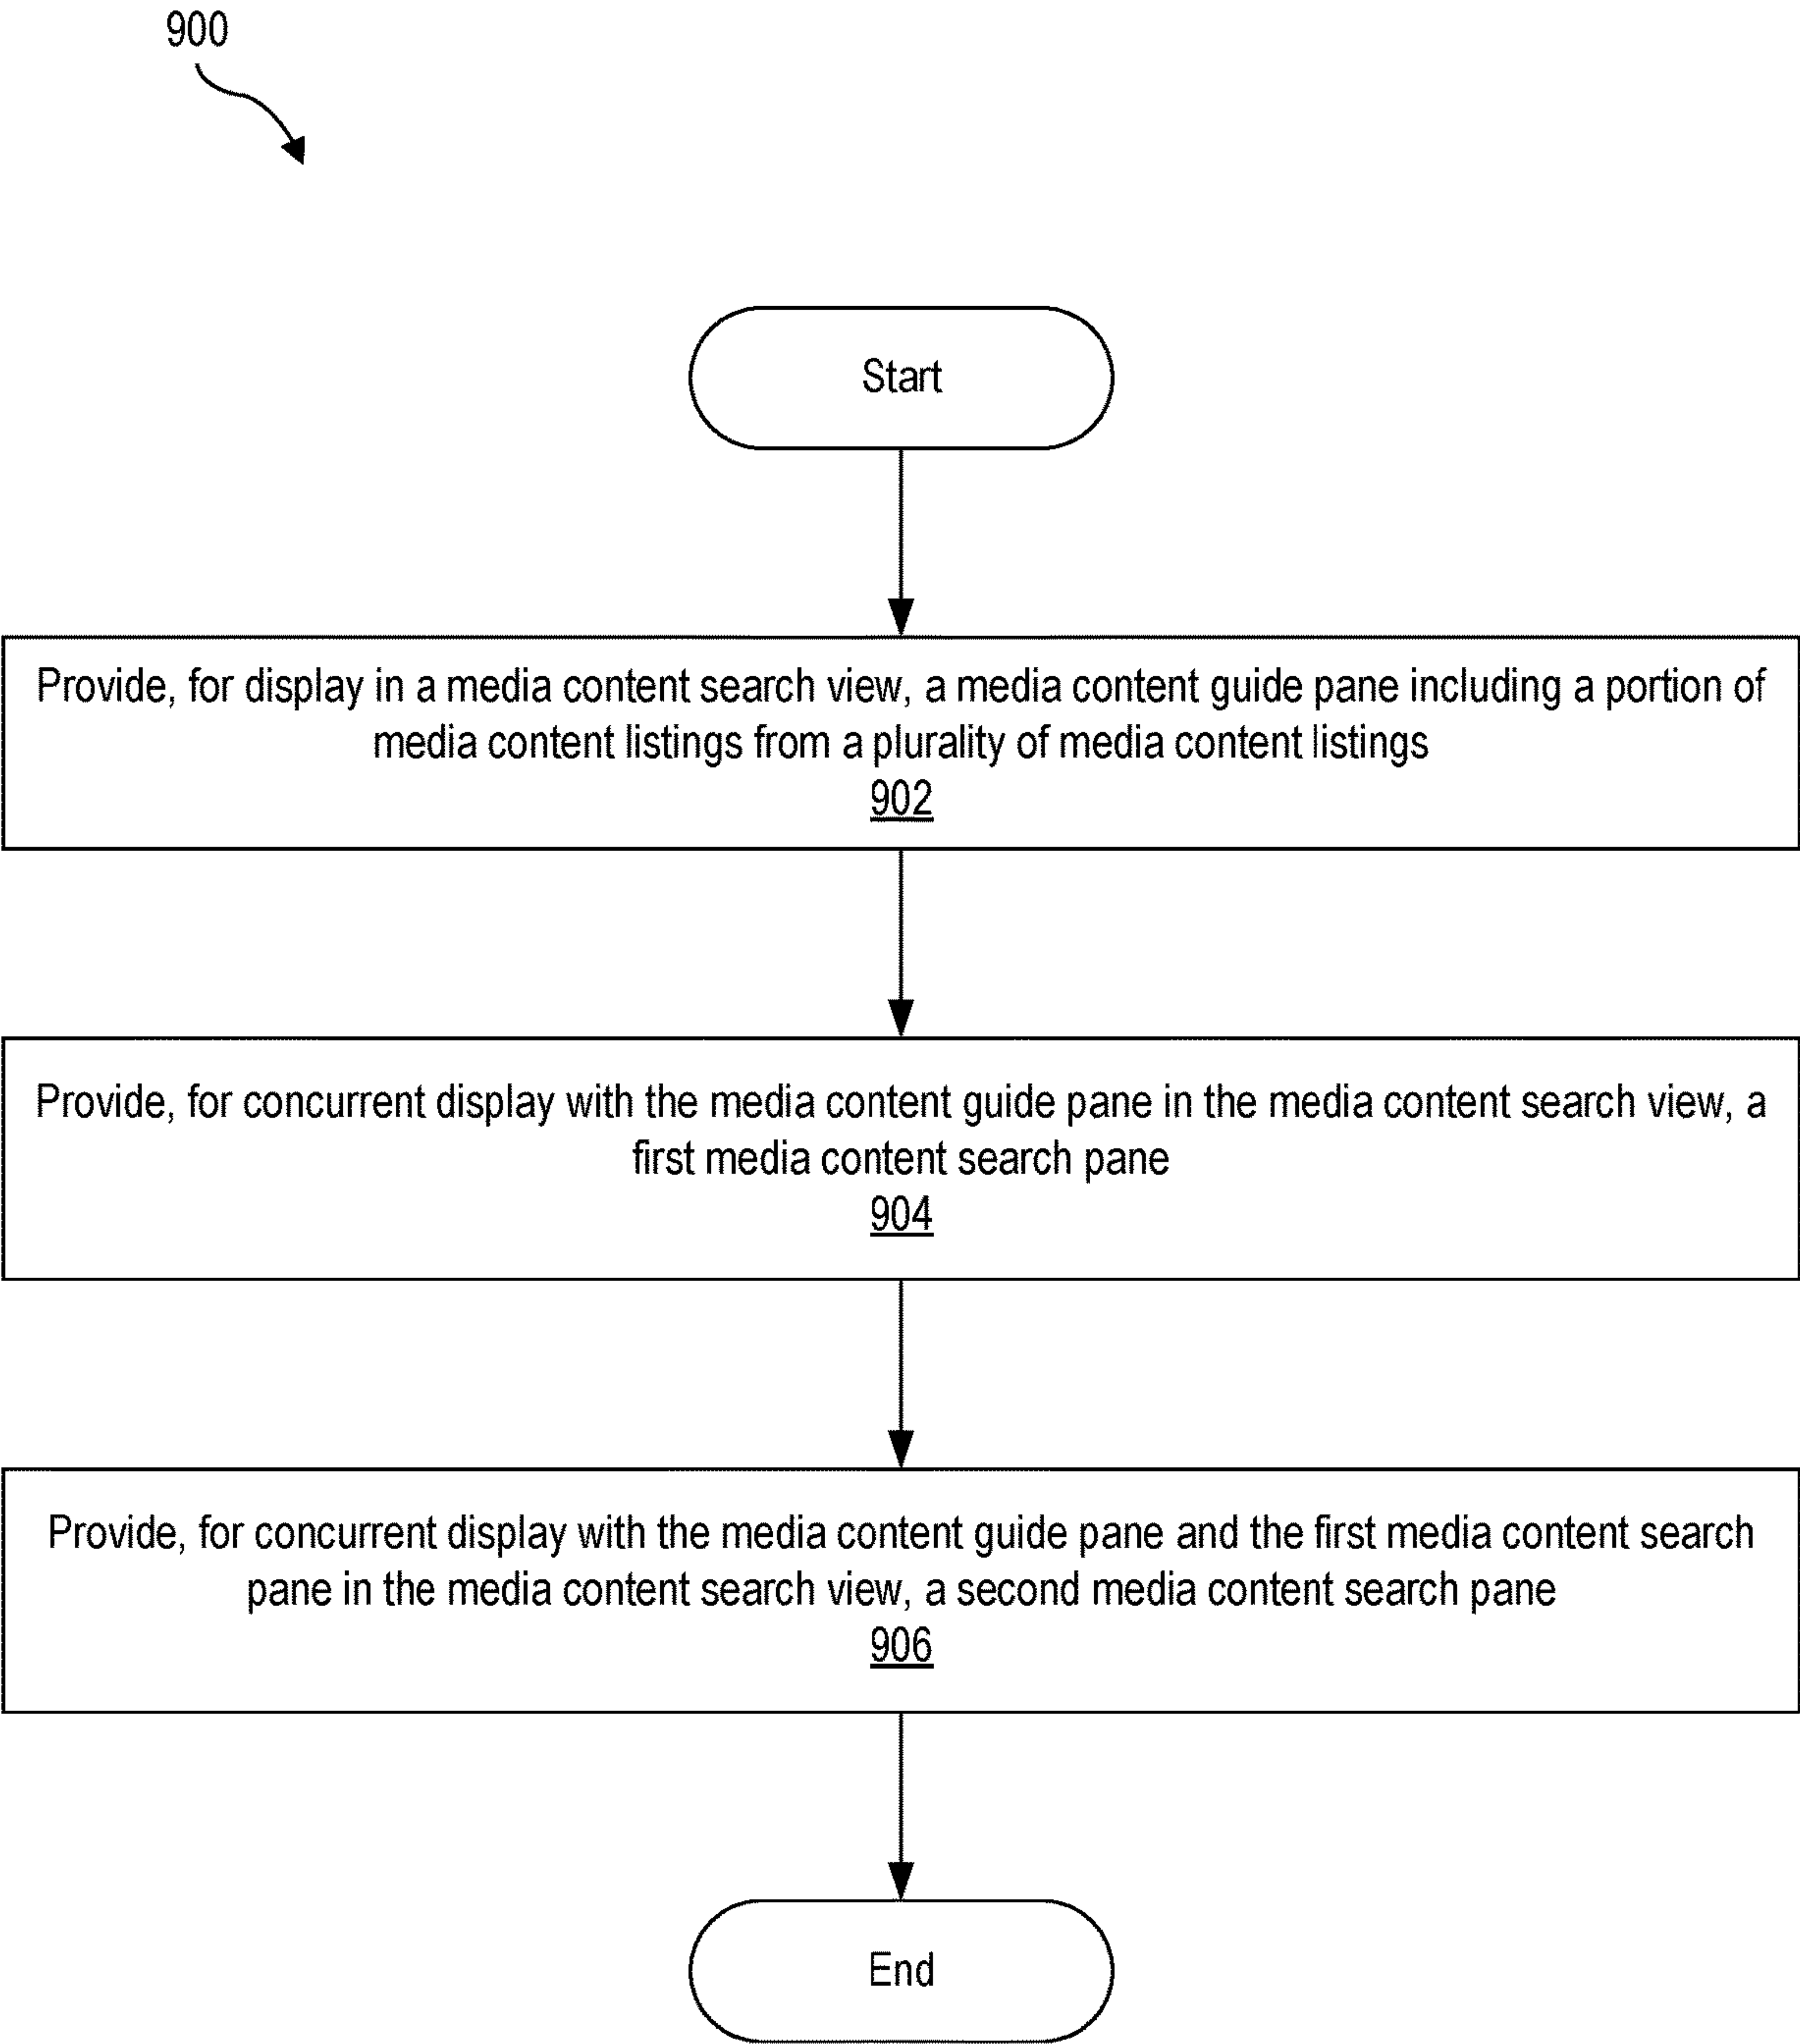 900
Start
Provide, for display in a media content search view, a media content guide pane including a portion of
media content listings from a plurality of media content listings
902
Provide, for concurrent display with the media content guide pane in the media content search view, a
first media content search pane
904
Provide, for concurrent display with the media content guide pane and the first media content search
pane in the media content search view, a second media content search pane
906
End